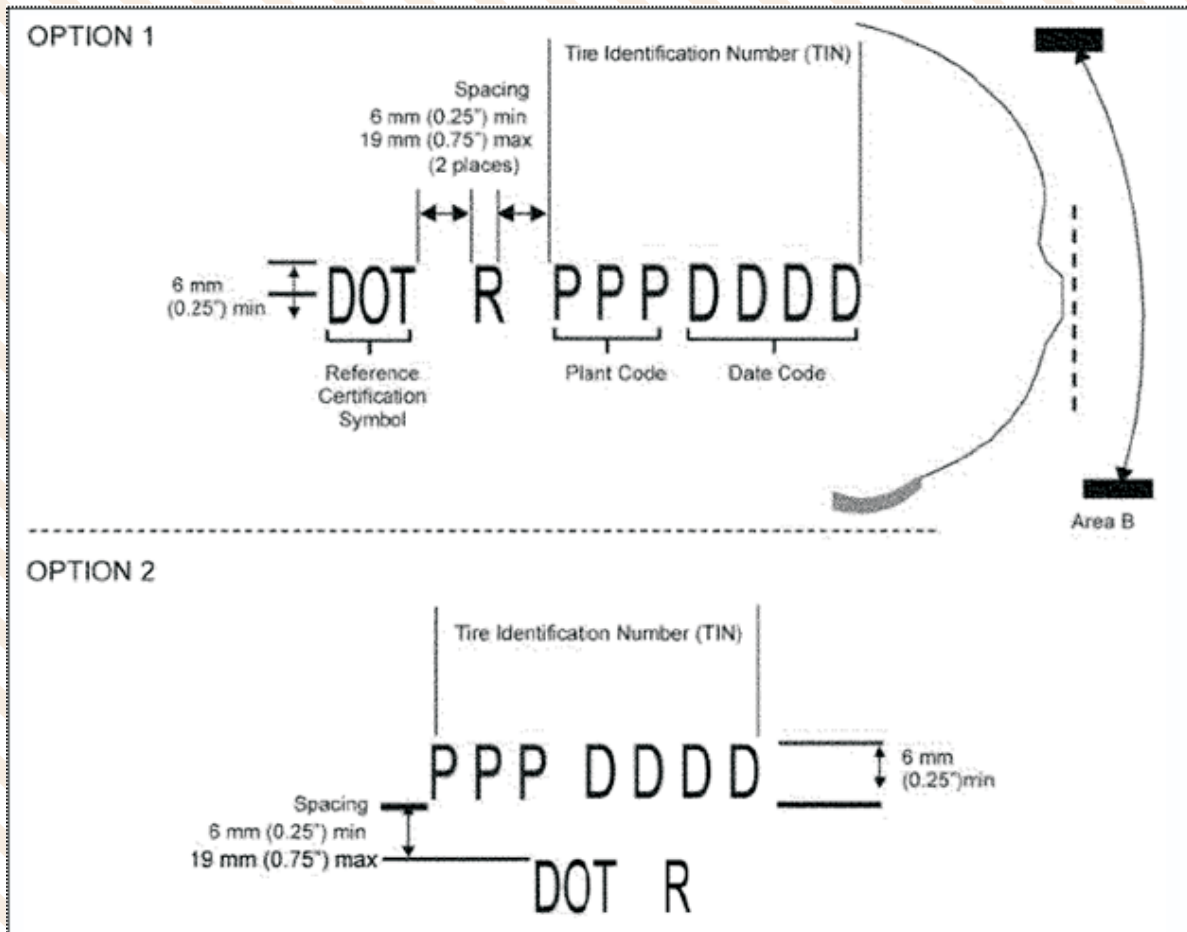 OPTION 1
Tire Identification Number (TIN)
Spacing
6 mm (0.25") min
19 mm (0.75") max
(2 places)
6 mm
(0.25") min
DOT R PPP DDDD
Reference
Certification
Symbol
Plant Code
Date Code
Area B
OPTION 2
Tire Identification Number (TIN)
PPP DDDD
6 mm
(0.25")min
Spacing
6 mm (0.25") min
19 mm (0.75") max
DOT R